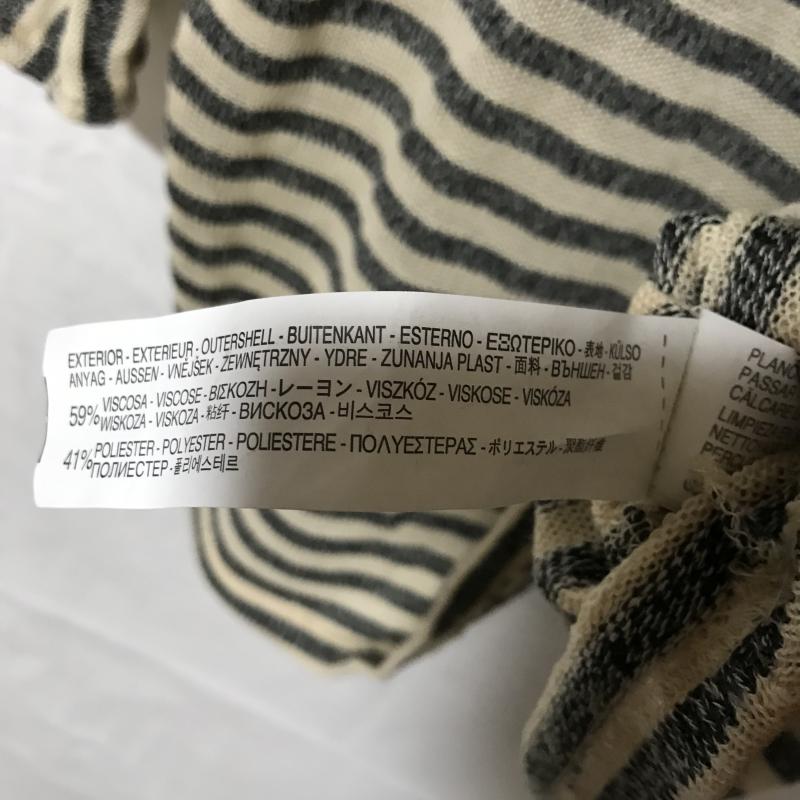 EXTERIOR - EXTERIEUR - OUTERSHELL - BUITENKANT - ESTERNO - ΕΞΩΤΕΡΙΚΟ - 表地 - KÜLSO
ANYAG - AUSSEN - VNĚJŠEK - ZEWNĘTRZNY - YDRE - ZUNANJA PLAST - 面料 - ВЪНШЕН - 겉감
59% VISCOSA - VISCOSE - ΒΙΣΚΟΖΗ - レーヨン - VISZKÓZ - VISKOSE - VISKÓZA
WISKOZA - VISKOZA - 粘纤 - ВИСКОЗА - 비스코스
41% POLIESTER - POLYESTER - POLIESTERE - ΠΟΛΥΕΣΤΕΡΑΣ - ポリエステル - 聚酯纤维
ПОЛИЕСТЕР - 폴리에스테르
PLANC
PASSAR
CÁLCARE
LIMPIEZ
NETTO
PERC